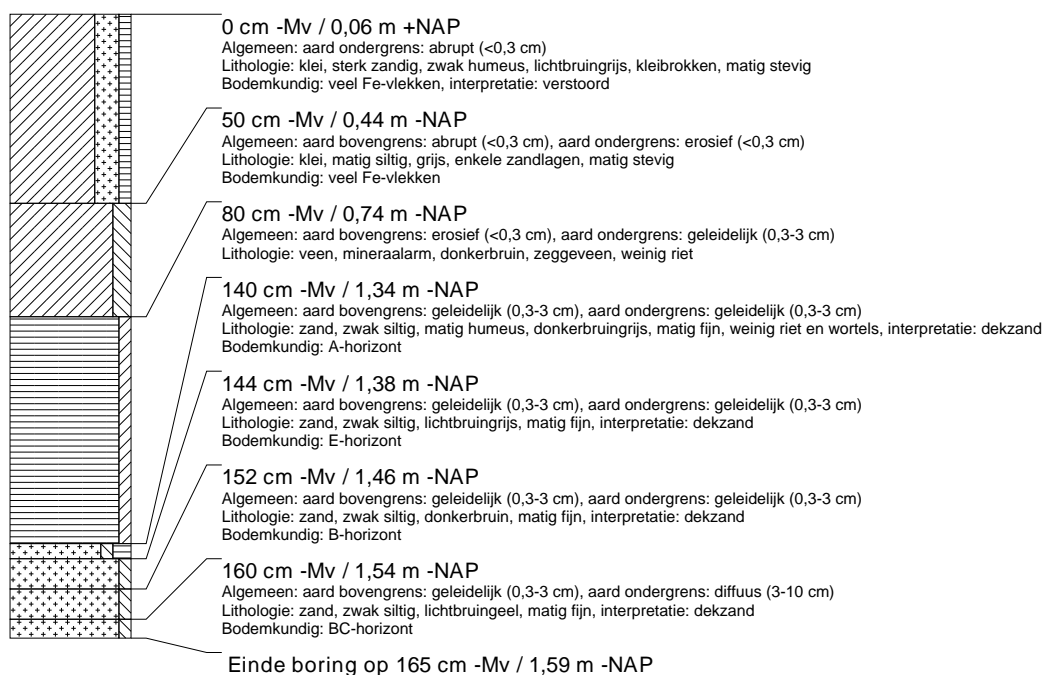 0 cm -Mv / 0,06 m +NAP
Algemeen: aard ondergrens: abrupt (<0,3 cm)
Lithologie: klei, sterk zandig, zwak humeus, lichtbruingrijs, kleibrokken, matig stevig
Bodemkundig: veel Fe-vlekken, interpretatie: verstoord
50 cm -Mv / 0,44 m -NAP
Algemeen: aard bovengrens: abrupt (<0,3 cm), aard ondergrens: erosief (<0,3 cm)
Lithologie: klei, matig siltig, grijs, enkele zandlagen, matig stevig
Bodemkundig: veel Fe-vlekken
80 cm -Mv / 0,74 m -NAP
Algemeen: aard bovengrens: erosief (<0,3 cm), aard ondergrens: geleidelijk (0,3-3 cm)
Lithologie: veen, mineraalarm, donkerbruin, zeggeveen, weinig riet
140 cm -Mv / 1,34 m -NAP
Algemeen: aard bovengrens: geleidelijk (0,3-3 cm), aard ondergrens: geleidelijk (0,3-3 cm)
Lithologie: zand, zwak siltig, matig humeus, donkerbruingrijs, matig fijn, weinig riet en wortels, interpretatie: dekzand
Bodemkundig: A-horizont
144 cm -Mv / 1,38 m -NAP
Algemeen: aard bovengrens: geleidelijk (0,3-3 cm), aard ondergrens: geleidelijk (0,3-3 cm)
Lithologie: zand, zwak siltig, lichtbruingrijs, matig fijn, interpretatie: dekzand
Bodemkundig: E-horizont
152 cm -Mv / 1,46 m -NAP
Algemeen: aard bovengrens: geleidelijk (0,3-3 cm), aard ondergrens: geleidelijk (0,3-3 cm)
Lithologie: zand, zwak siltig, donkerbruin, matig fijn, interpretatie: dekzand
Bodemkundig: B-horizont
160 cm -Mv / 1,54 m -NAP
Algemeen: aard bovengrens: geleidelijk (0,3-3 cm), aard ondergrens: diffuus (3-10 cm)
Lithologie: zand, zwak siltig, lichtbruingeel, matig fijn, interpretatie: dekzand
Bodemkundig: BC-horizont
Einde boring op 165 cm -Mv / 1,59 m -NAP